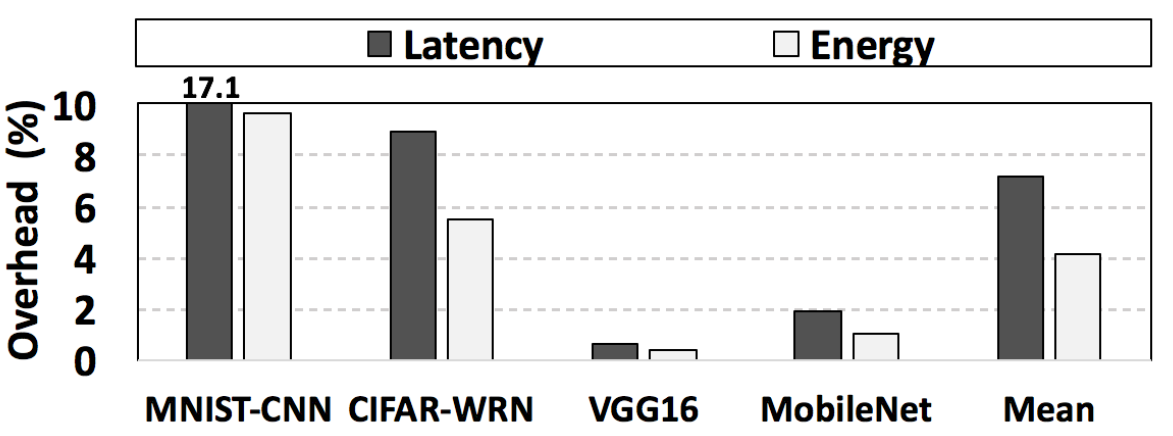 Latency Energy
17.1
Overhead (%)
10
8
6
4
2
0
MNIST-CNN CIFAR-WRN VGG16 MobileNet Mean